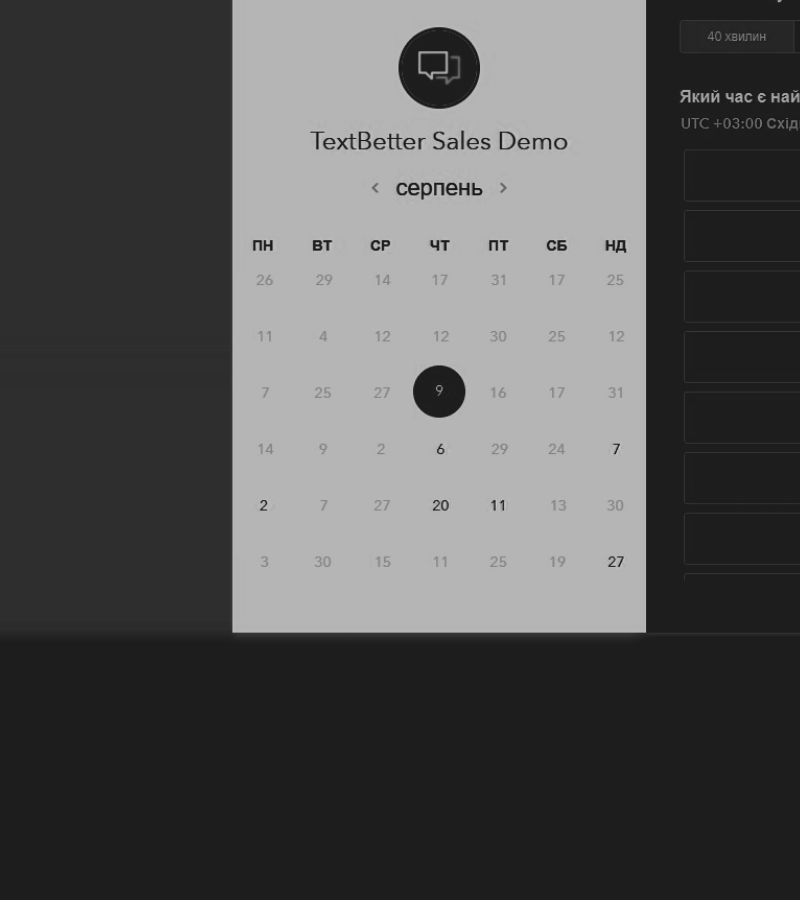 40 хвилин
TextBetter Sales Demo
Який час є най
UTC +03:00 Схід
серпень
ПН ВТ СР ЧТ ПТ СБ НД
26 29 14 17 31 17 25
11 4 12 12 30 25 12
7 25 27 9 16 17 31
14 9 2 6 29 24 7
2 7 27 20 11 13 30
3 30 15 11 25 19 27